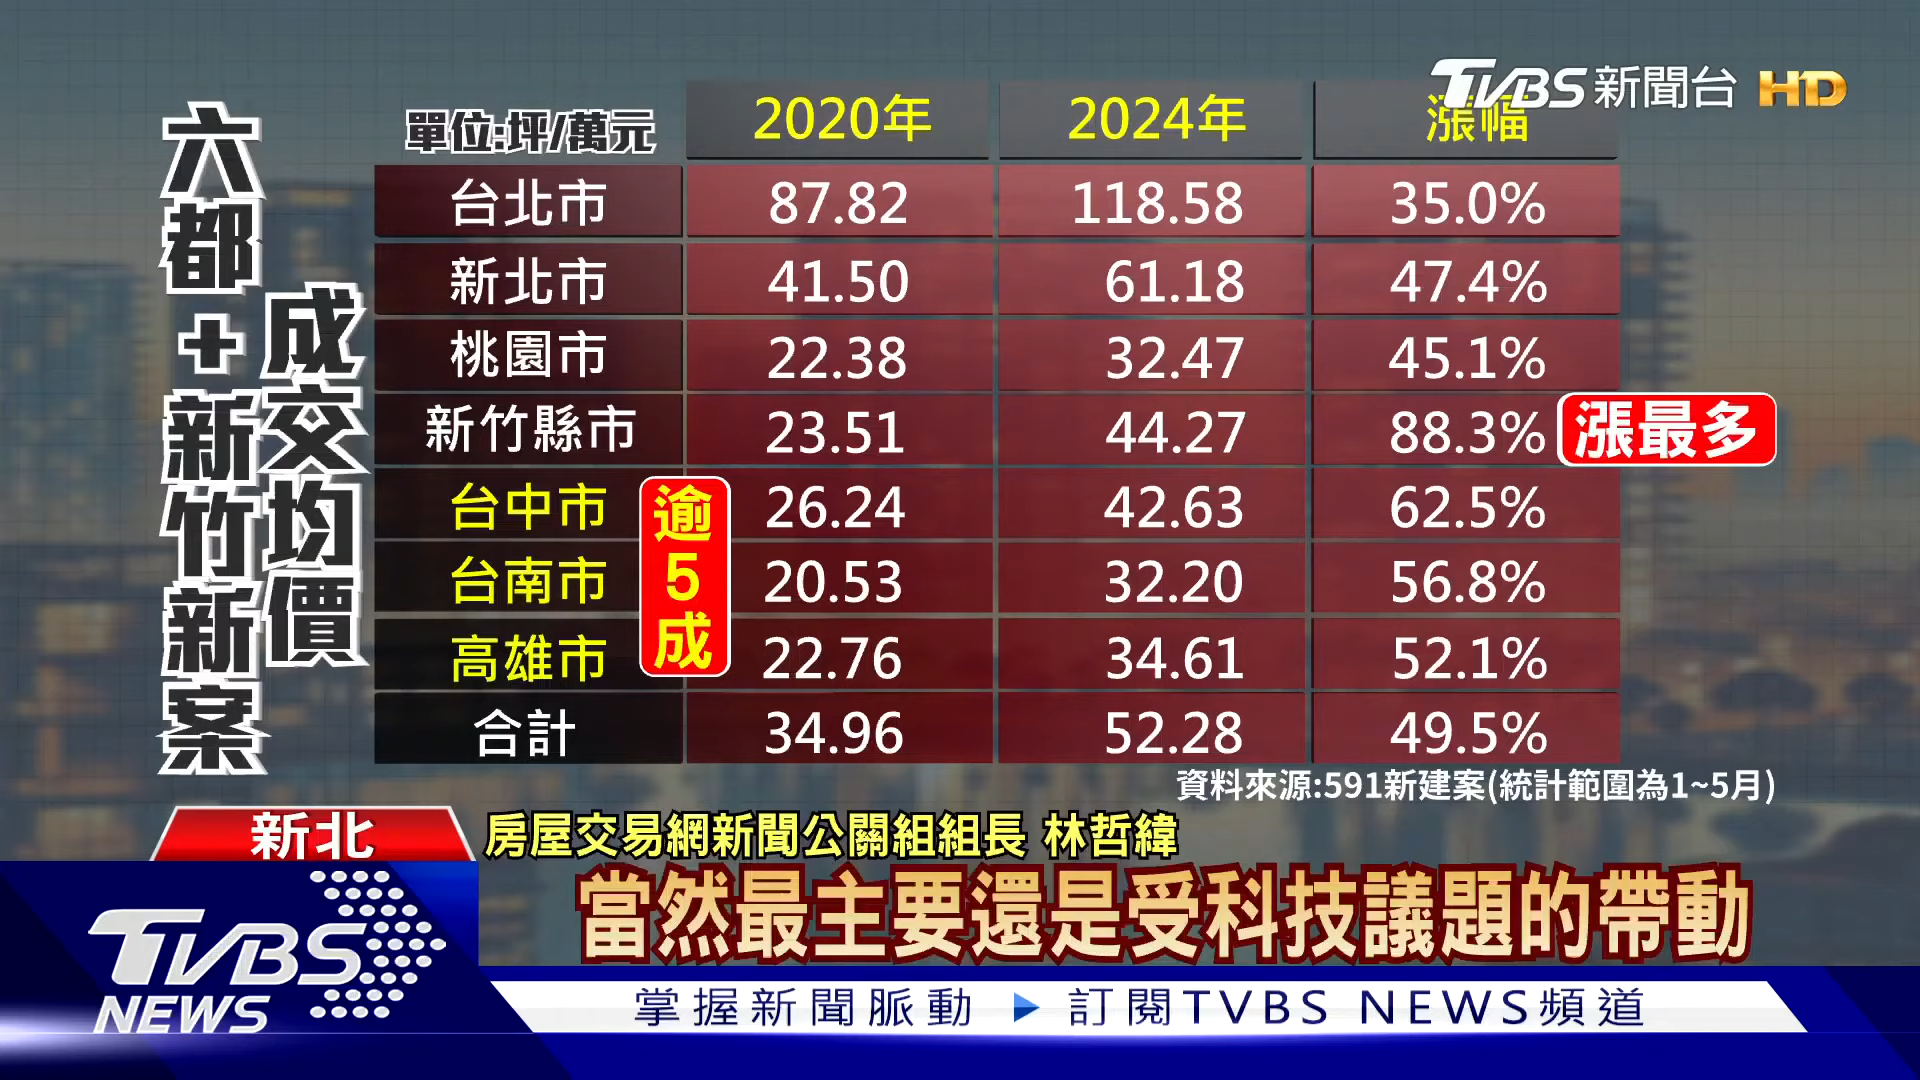 TVBS新聞台 HD
六都+新竹新案
成交均價
單位:坪/萬元 2020年 2024年 漲幅
台北市 87.82 118.58 35.0%
新北市 41.50 61.18 47.4%
桃園市 22.38 32.47 45.1%
新竹縣市 23.51 44.27 88.3% 漲最多
台中市 26.24 42.63 62.5%
台南市 20.53 32.20 56.8%
高雄市 22.76 34.61 52.1%
逾5成
合計 34.96 52.28 49.5%
資料來源:591新建案(統計範圍為1~5月)
新北 房屋交易網新聞公關組組長 林哲緯
當然最主要還是受科技議題的帶動
TVBS
NEWS
掌握新聞脈動 ▶ 訂閱TVBS NEWS頻道